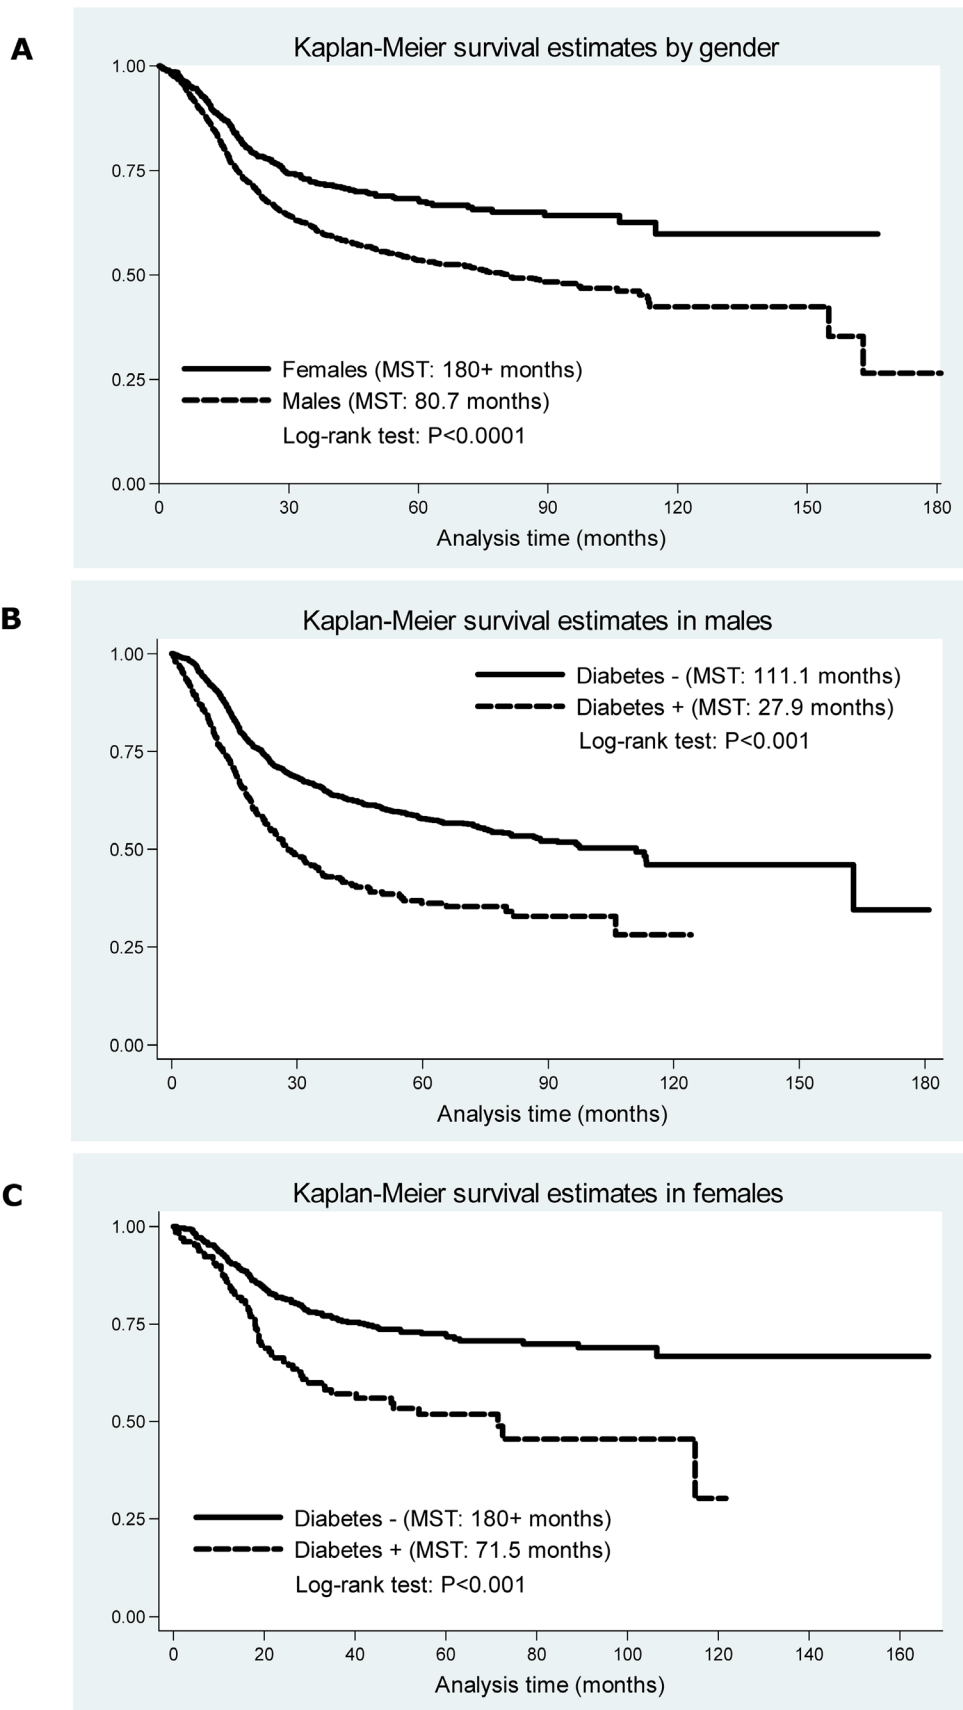 A
Kaplan-Meier survival estimates by gender
1.00
0.75
0.50
0.25
0.00
Females (MST: 180+ months)
Males (MST: 80.7 months)
Log-rank test: P<0.0001
0 30 60 90 120 150 180
Analysis time (months)
B
Kaplan-Meier survival estimates in males
1.00
0.75
0.50
0.25
0.00
Diabetes - (MST: 111.1 months)
Diabetes + (MST: 27.9 months)
Log-rank test: P<0.001
0 30 60 90 120 150 180
Analysis time (months)
C
Kaplan-Meier survival estimates in females
1.00
0.75
0.50
0.25
0.00
Diabetes - (MST: 180+ months)
Diabetes + (MST: 71.5 months)
Log-rank test: P<0.001
0 20 40 60 80 100 120 140 160
Analysis time (months)